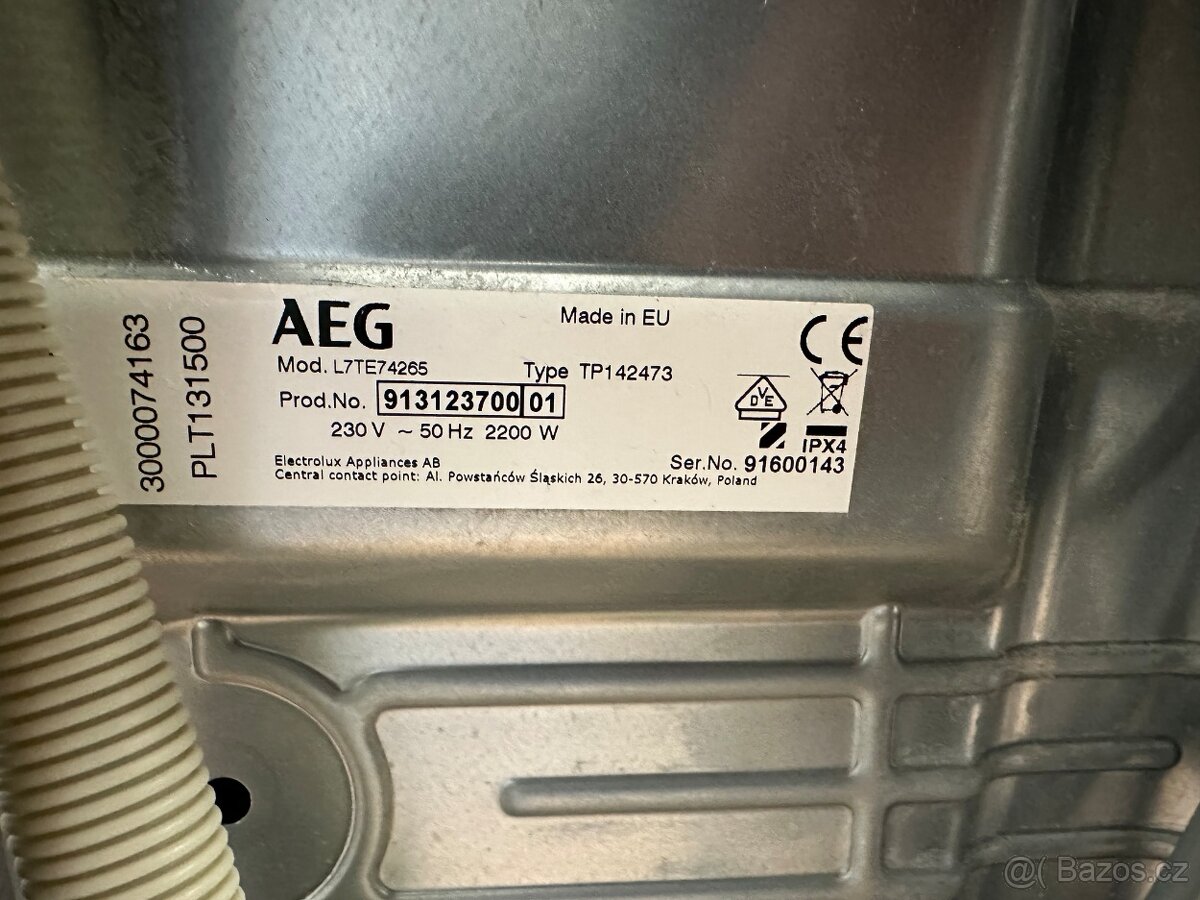 3000074163
PLT131500
AEG
Made in EU
CE
Mod. L7TE74265
Type TP142473
Prod.No. 913123700 01
230 V ~ 50 Hz 2200 W
DVE
IPX4
Electrolux Appliances AB
Ser.No. 91600143
Central contact point: Al. Powstańców Śląskich 26, 30-570 Kraków, Poland
@( Bazos.cz